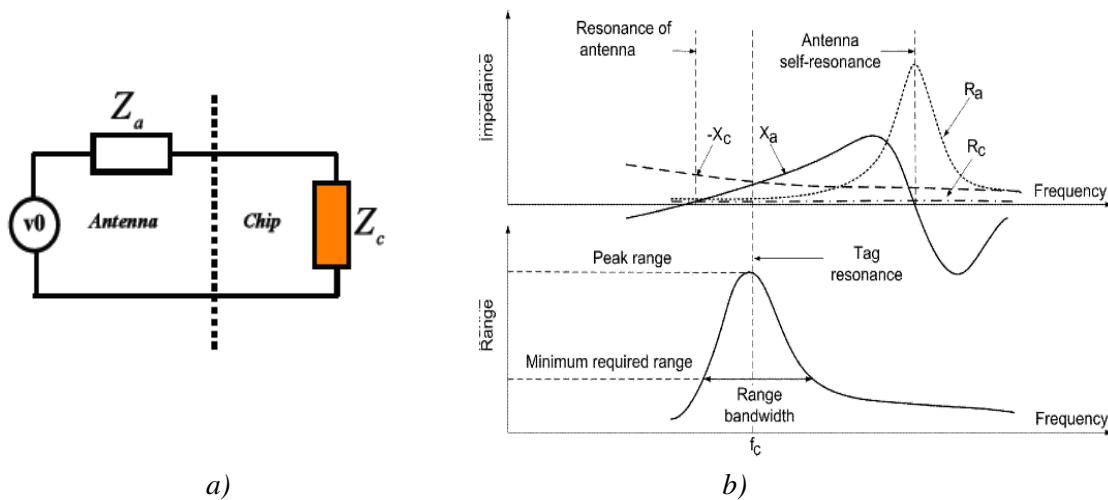 Z_a
v0
Antenna
Chip
Z_c
a)
Impedance
Resonance of
antenna
Antenna
self-resonance
-X_C
X_a
R_a
R_C
Frequency
Range
Peak range
Tag
resonance
Minimum required range
Range
bandwidth
Frequency
f_C
b)